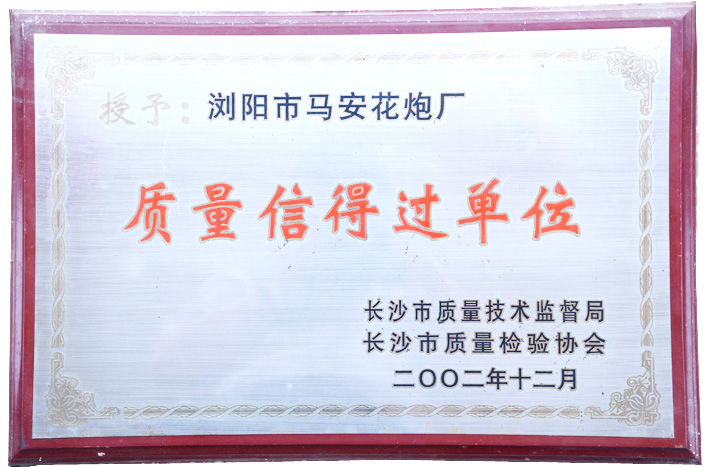 授予：浏阳市马安花炮厂
质量信得过单位
长沙市质量技术监督局
长沙市质量检验协会
二〇〇二年十二月